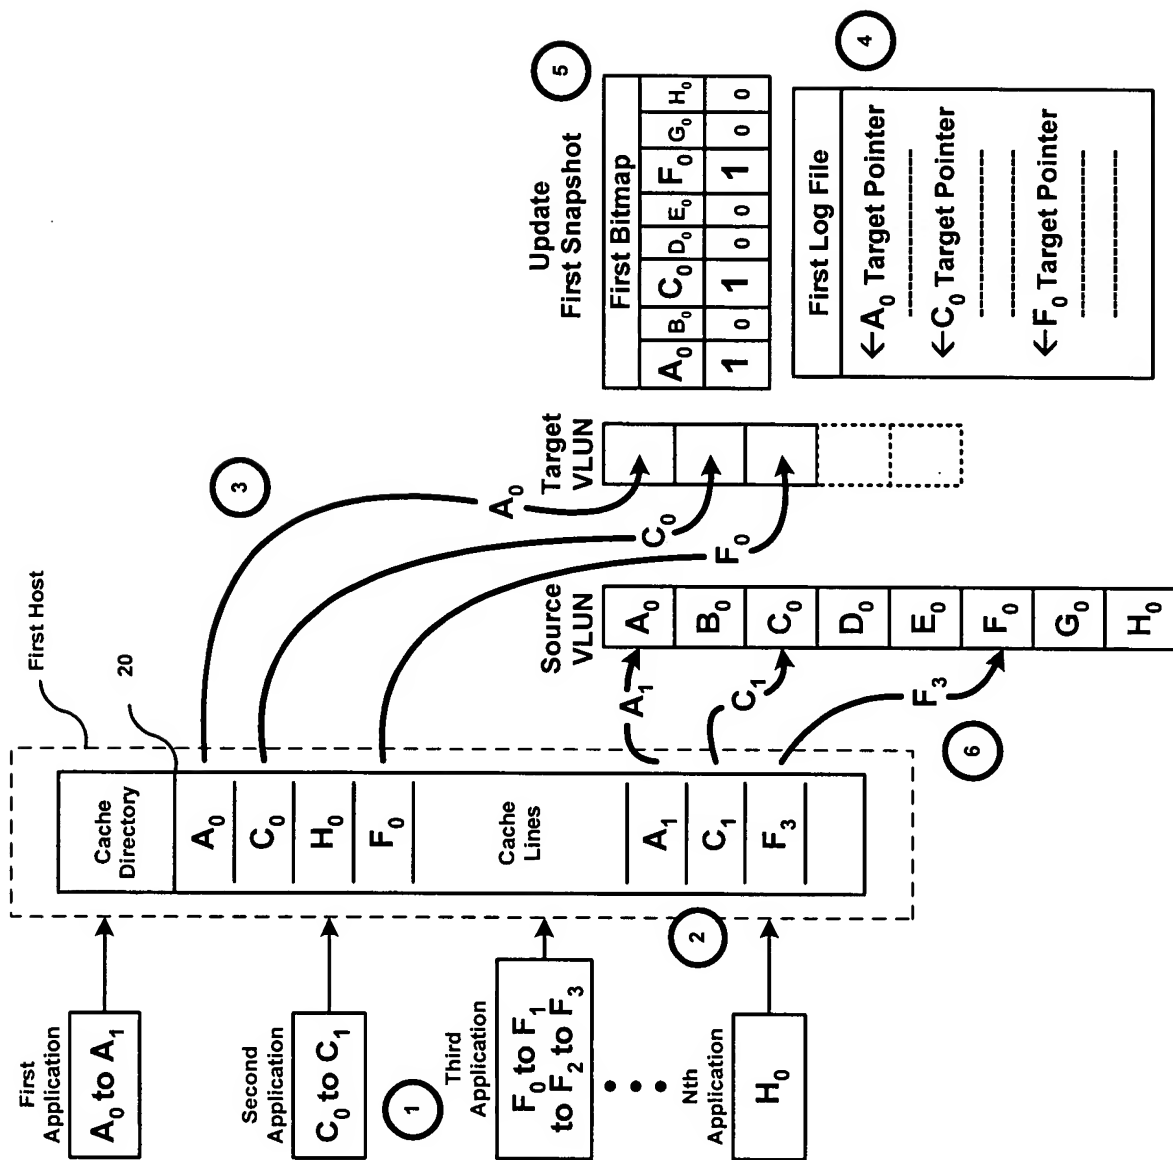 First
Application
A₀ to A₁
Second
Application
C₀ to C₁
1
Third
Application
F₀ to F₁
to F₂ to F₃
Nth
Application
H₀
First Host
20
Cache
Directory
A₀
C₀
H₀
F₀
Cache
Lines
A₁
C₁
F₃
2
3
A₀
C₀
F₀
A₁
C₁
F₃
6
Source
VLUN
A₀
B₀
C₀
D₀
E₀
F₀
G₀
H₀
Target
VLUN
Update
First Snapshot
5
First Bitmap
A₀ B₀ C₀ D₀ E₀ F₀ G₀ H₀
1 0 1 0 0 1 0 0
4
First Log File
←A₀ Target Pointer
←C₀ Target Pointer
←F₀ Target Pointer